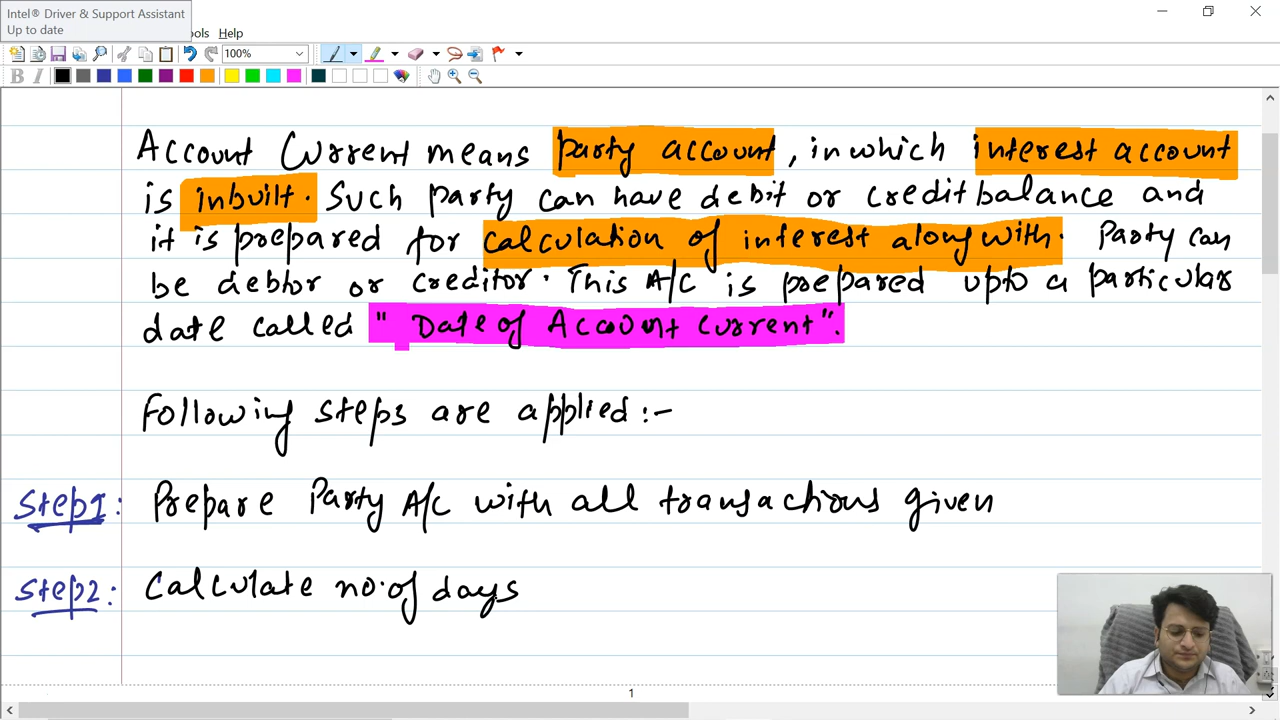 Intel® Driver & Support Assistant
Up to date
ools Help
100%
B I
Account Current means party account, in which interest account
is inbuilt. Such party can have debit or credit balance and
it is prepared for calculation of interest along with. Party can
be debtor or creditor. This A/C is prepared upto a particular
date called "Date of Account Current".
Following steps are applied :-
Step1: Prepare Party A/C with all transactions given
Step2: Calculate no. of days
1